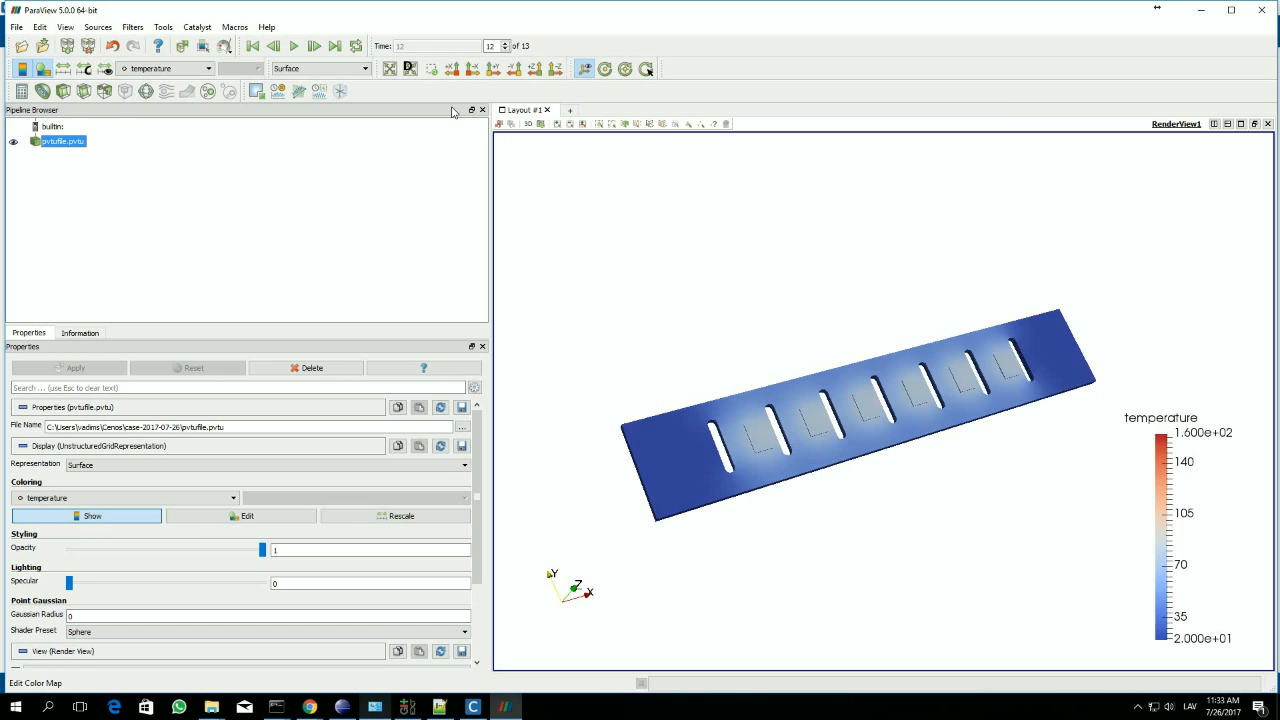 ParaView 5.0.0 64-bit
File Edit View Sources Filters Tools Catalyst Macros Help
Time: 12 12 of 13
temperature Surface
Pipeline Browser
Layout #1
3D
RenderView1
builtin:
pvtufile.pvtu
Properties Information
Properties
Apply Reset Delete ?
Search ... (use Esc to clear text)
Properties (pvtufile.pvtu)
File Name C:\Users\vadims\Cenos\case-2017-07-26\pvtufile.pvtu ...
Display (UnstructuredGridRepresentation)
Representation Surface
Coloring
temperature
Show Edit Rescale
Styling
Opacity 1
Lighting
Specular 0
Point Gaussian
Gaussian Radius 0
Shader Preset Sphere
View (Render View)
Edit Color Map
temperature
1.600e+02
140
105
70
35
2.000e+01
Y
Z
X
LAV
11:33 AM
7/26/2017